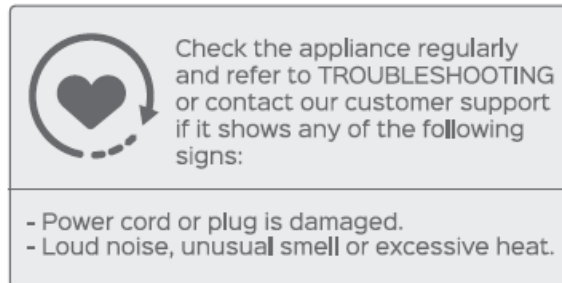 Check the appliance regularly
and refer to TROUBLESHOOTING
or contact our customer support
if it shows any of the following
signs:
- Power cord or plug is damaged.
- Loud noise, unusual smell or excessive heat.